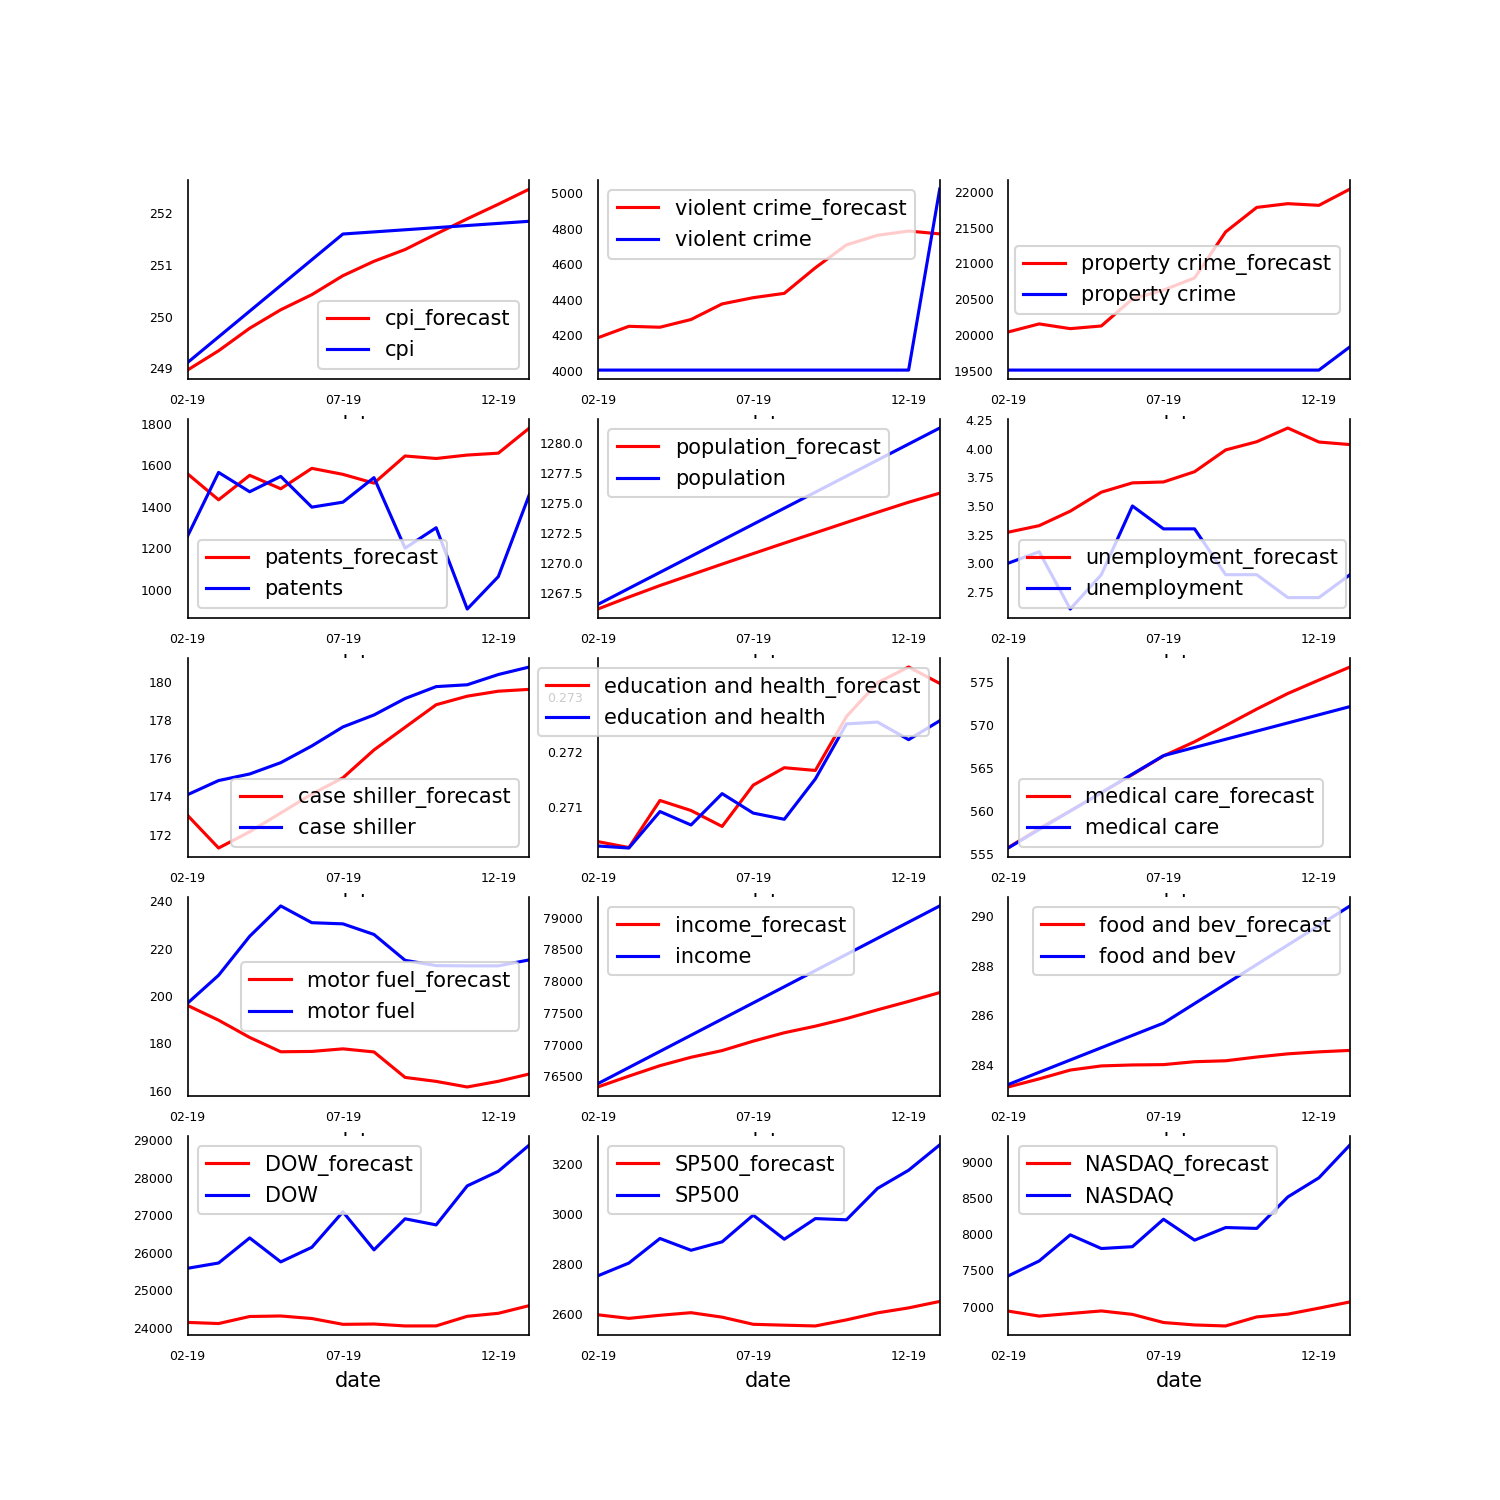 252
251
250
249
cpi_forecast
cpi
02-19 07-19 12-19
5000
4800
4600
4400
4200
4000
violent crime_forecast
violent crime
02-19 07-19 12-19
22000
21500
21000
20500
20000
19500
property crime_forecast
property crime
02-19 07-19 12-19
1800
1600
1400
1200
1000
patents_forecast
patents
02-19 07-19 12-19
1280.0
1277.5
1275.0
1272.5
1270.0
1267.5
population_forecast
population
02-19 07-19 12-19
4.25
4.00
3.75
3.50
3.25
3.00
2.75
unemployment_forecast
unemployment
02-19 07-19 12-19
180
178
176
174
172
case shiller_forecast
case shiller
02-19 07-19 12-19
0.273
0.272
0.271
education and health_forecast
education and health
02-19 07-19 12-19
575
570
565
560
555
medical care_forecast
medical care
02-19 07-19 12-19
240
220
200
180
160
motor fuel_forecast
motor fuel
02-19 07-19 12-19
79000
78500
78000
77500
77000
76500
income_forecast
income
02-19 07-19 12-19
290
288
286
284
food and bev_forecast
food and bev
02-19 07-19 12-19
29000
28000
27000
26000
25000
24000
DOW_forecast
DOW
02-19 07-19 12-19
date
3200
3000
2800
2600
SP500_forecast
SP500
02-19 07-19 12-19
date
9000
8500
8000
7500
7000
NASDAQ_forecast
NASDAQ
02-19 07-19 12-19
date